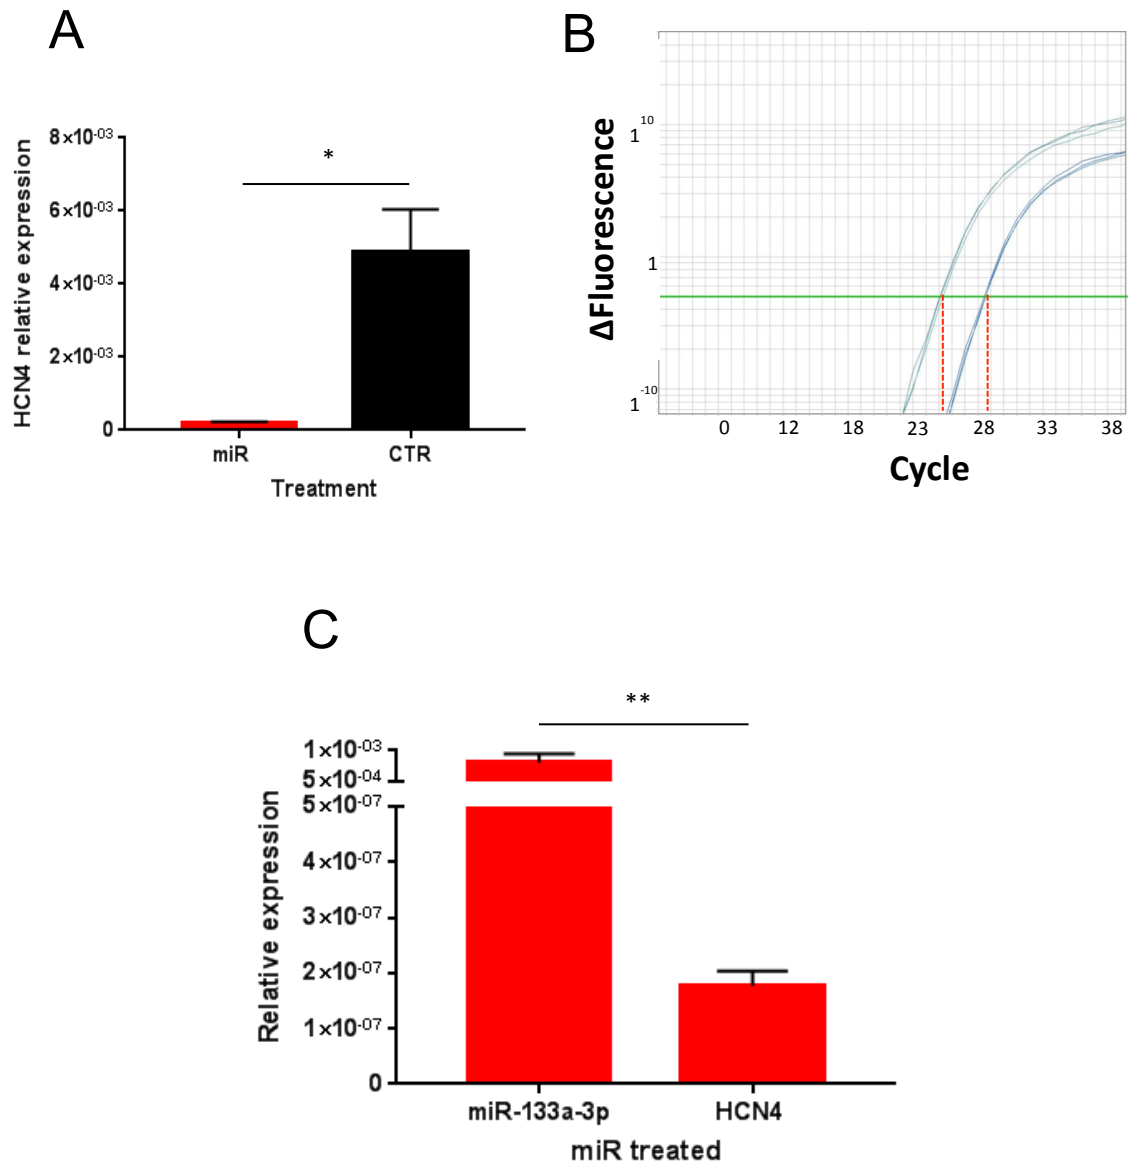 A
HCN4 relative expression
8×10-03
6×10-03
4×10-03
2×10-03
0
*
miR
CTR
Treatment
B
ΔFluorescence
1 10
1
1 -10
0 12 18 23 28 33 38
Cycle
C
Relative expression
1×10-03
5×10-04
5×10-07
4×10-07
3×10-07
2×10-07
1×10-07
0
**
miR-133a-3p
HCN4
miR treated